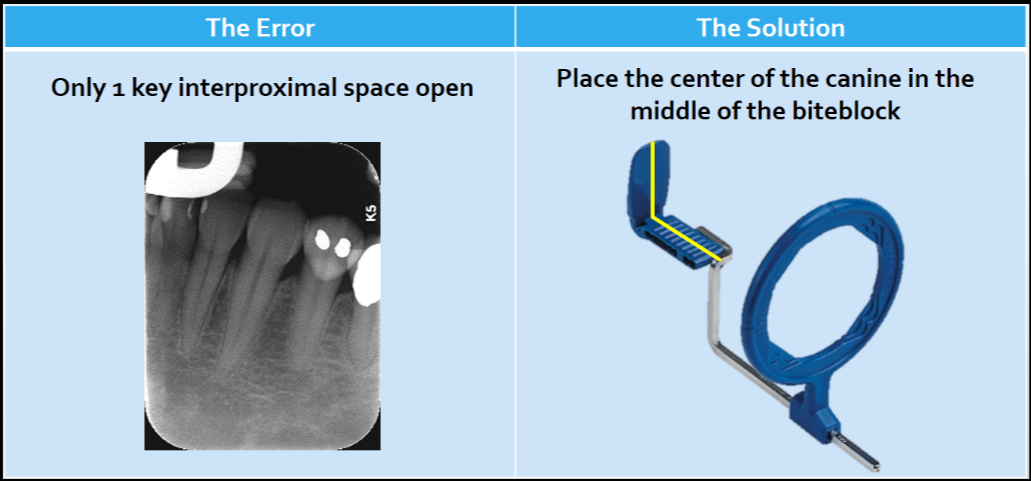 The Error
The Solution
Only 1 key interproximal space open
Place the center of the canine in the
middle of the biteblock
K5